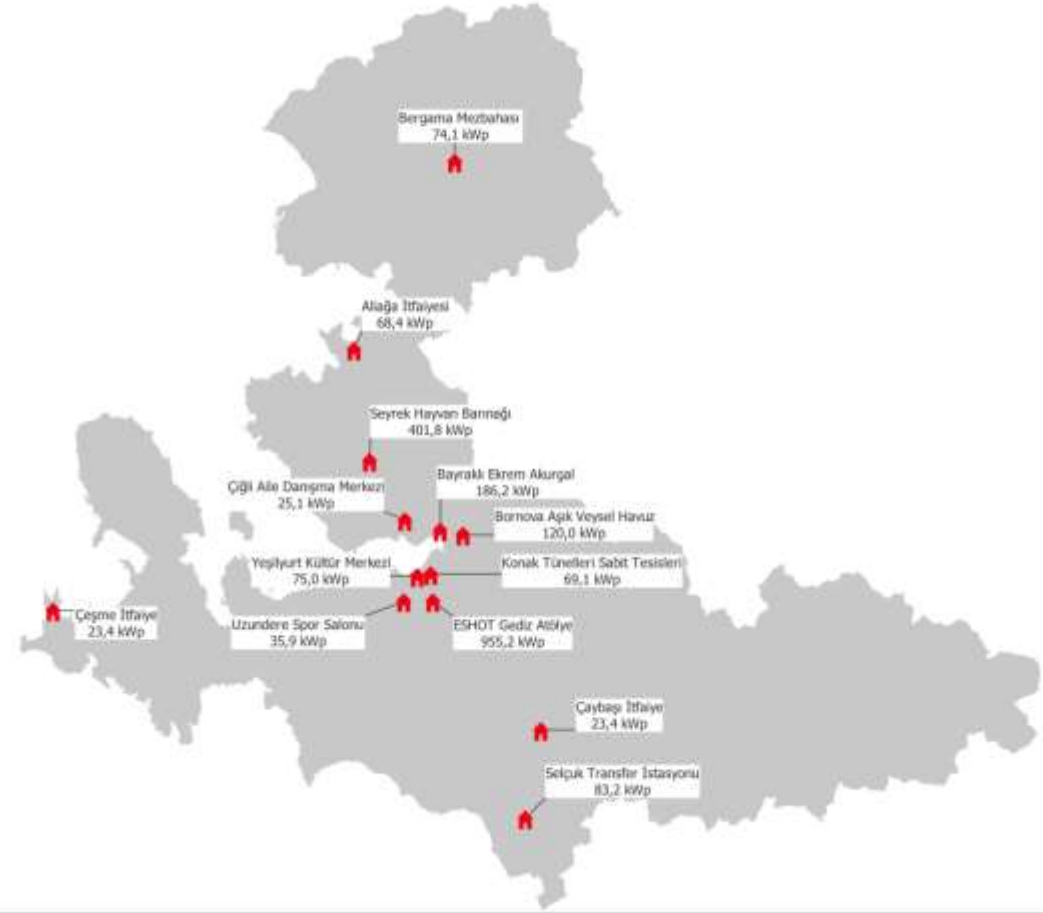 Bergama Mezbahası
74,1 kWp
Aliağa İtfaiyesi
68,4 kWp
Seyrek Hayvan Barınağı
401,8 kWp
Bayraklı Ekrem Akurgal
186,2 kWp
Çiğli Aile Danışma Merkezi
25,1 kWp
Bornova Aşık Veysel Havuz
120,0 kWp
Yeşilyurt Kültür Merkezi
75,0 kWp
Konak Tünelleri Sabit Tesisleri
69,1 kWp
Çeşme İtfaiye
23,4 kWp
Uzundere Spor Salonu
35,9 kWp
ESHOT Gediz Atölye
955,2 kWp
Çaybaşı İtfaiye
23,4 kWp
Selçuk Transfer İstasyonu
83,2 kWp